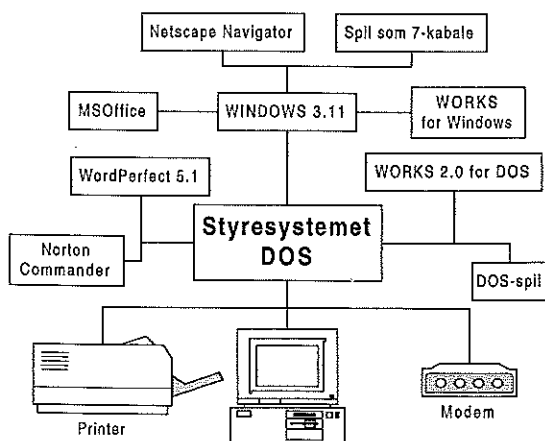 Netscape Navigator
Spil som 7-kabale
MSOffice
WINDOWS 3.11
WORKS
for Windows
WordPerfect 5.1
WORKS 2.0 for DOS
Styresystemet
DOS
Norton
Commander
DOS-spil
Printer
Modem